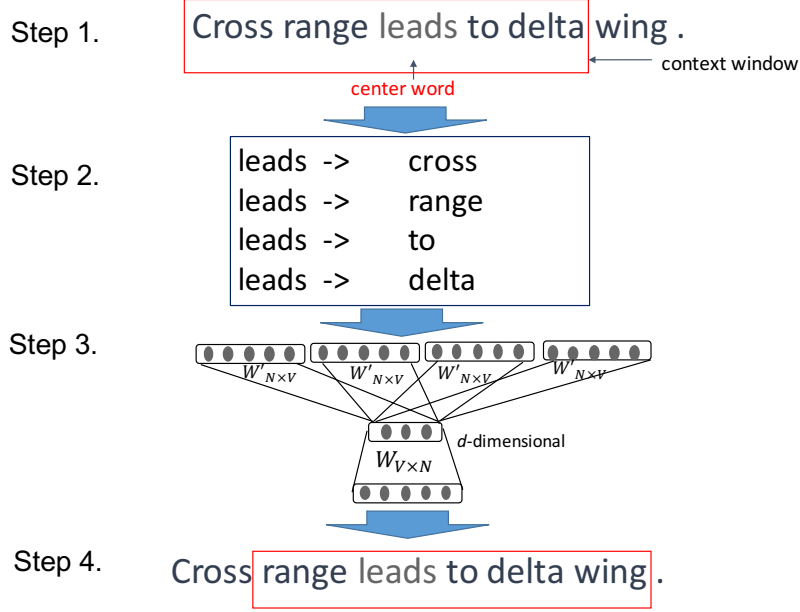 Step 1.
Cross range leads to delta wing .
context window
center word
Step 2.
leads -> cross
leads -> range
leads -> to
leads -> delta
Step 3.
W'N×V W'N×V W'N×V W'N×V
d-dimensional
WV×N
Step 4.
Cross range leads to delta wing .